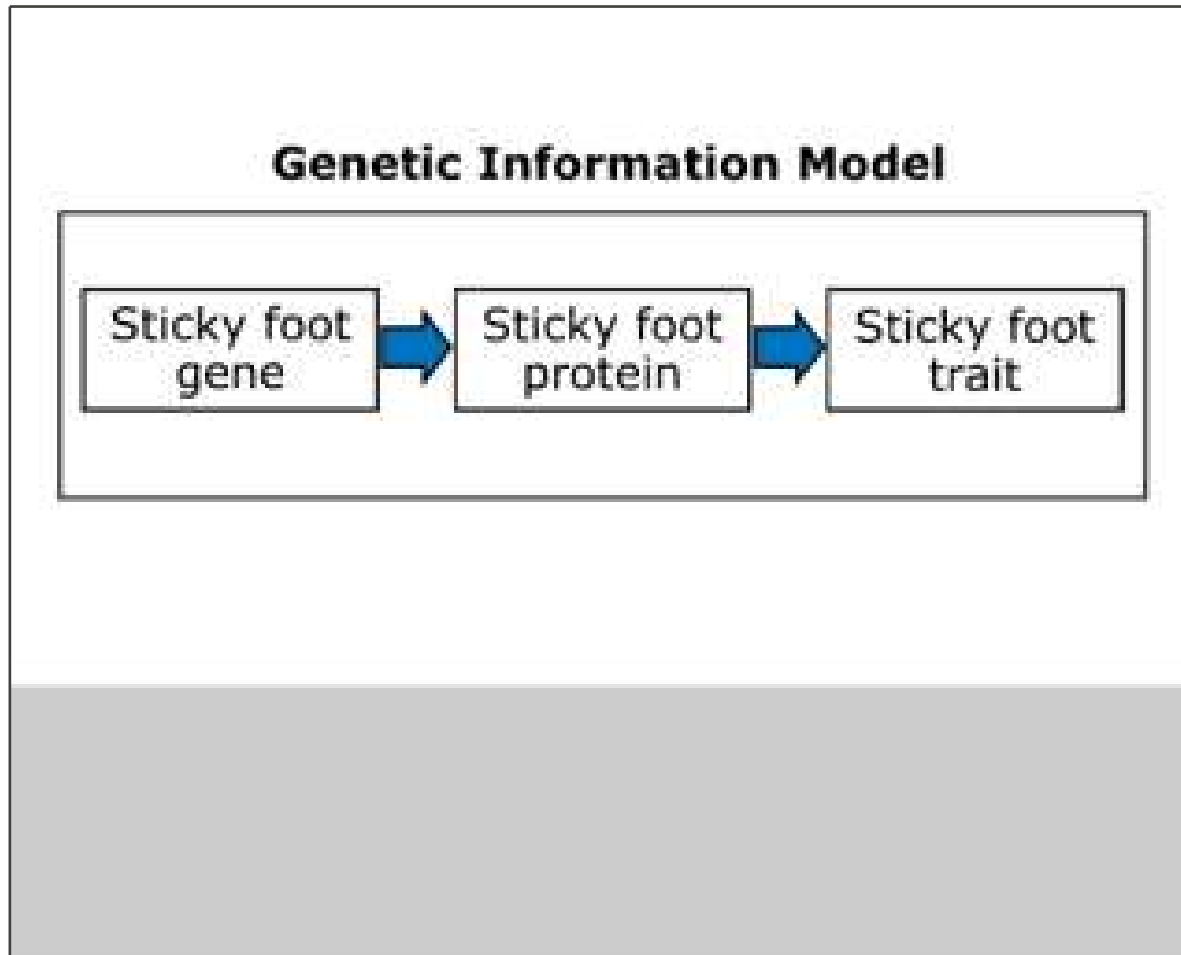 Genetic Information Model
Sticky foot
gene
Sticky foot
protein
Sticky foot
trait